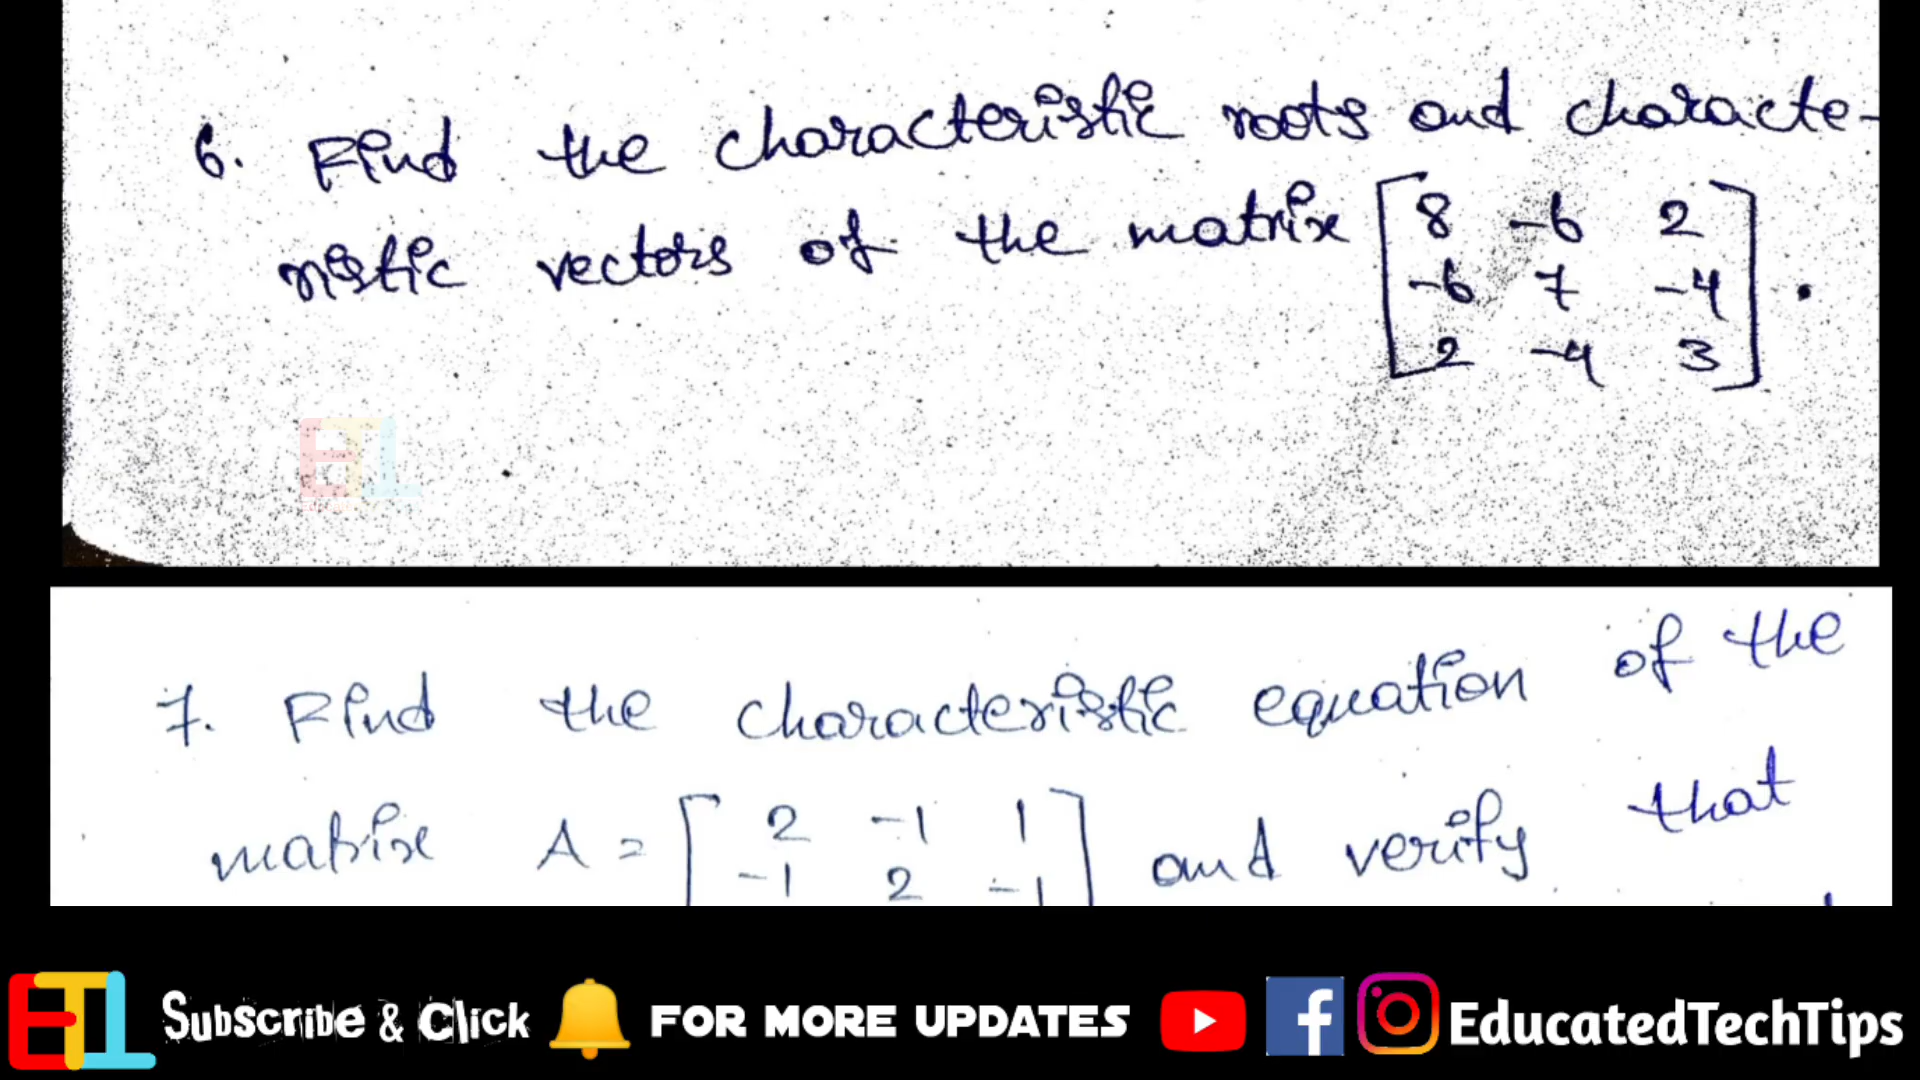 6. Find the characteristic roots and characte-
ristic vectors of the matrix [8 -6 2
-6 7 -4
2 -4 3].
ETL
7. Find the characteristic equation of the
matrix A = [2 -1 1
-1 2 -1] and verify that
ETL Subscribe & Click FOR MORE UPDATES f EducatedTechTips